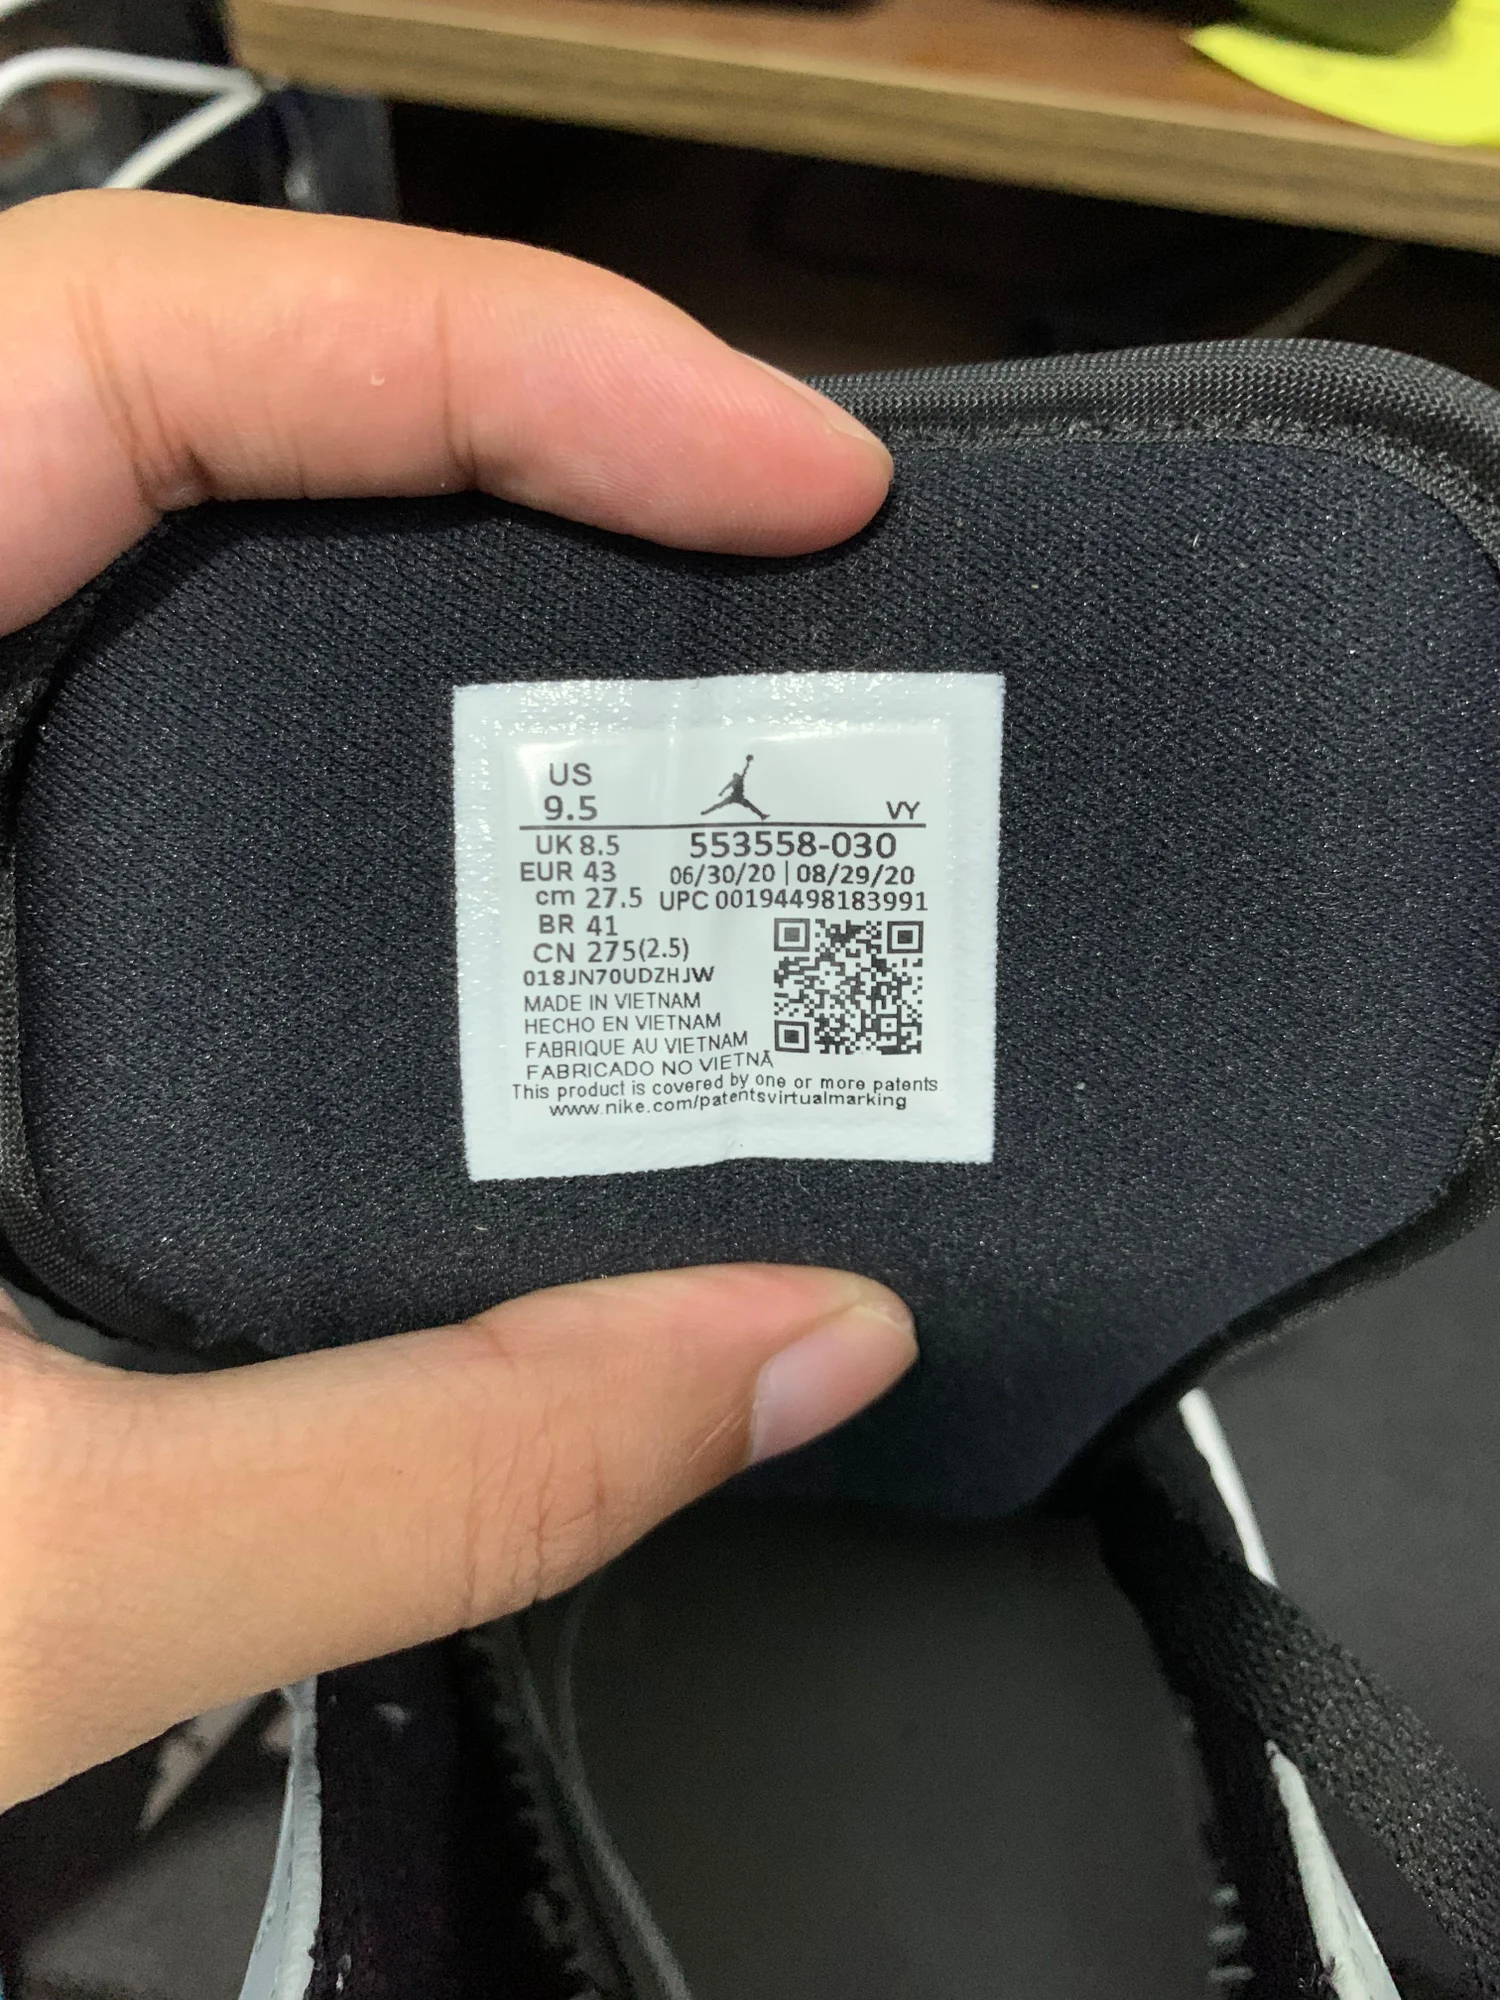 US
9.5
VY
UK 8.5
553558-030
EUR 43
06/30/20 | 08/29/20
cm 27.5
UPC 00194498183991
BR 41
CN 275(2.5)
018JN70UDZHJW
MADE IN VIETNAM
HECHO EN VIETNAM
FABRIQUE AU VIETNAM
FABRICADO NO VIETNÃ
This product is covered by one or more patents.
www.nike.com/patentsvirtualmarking